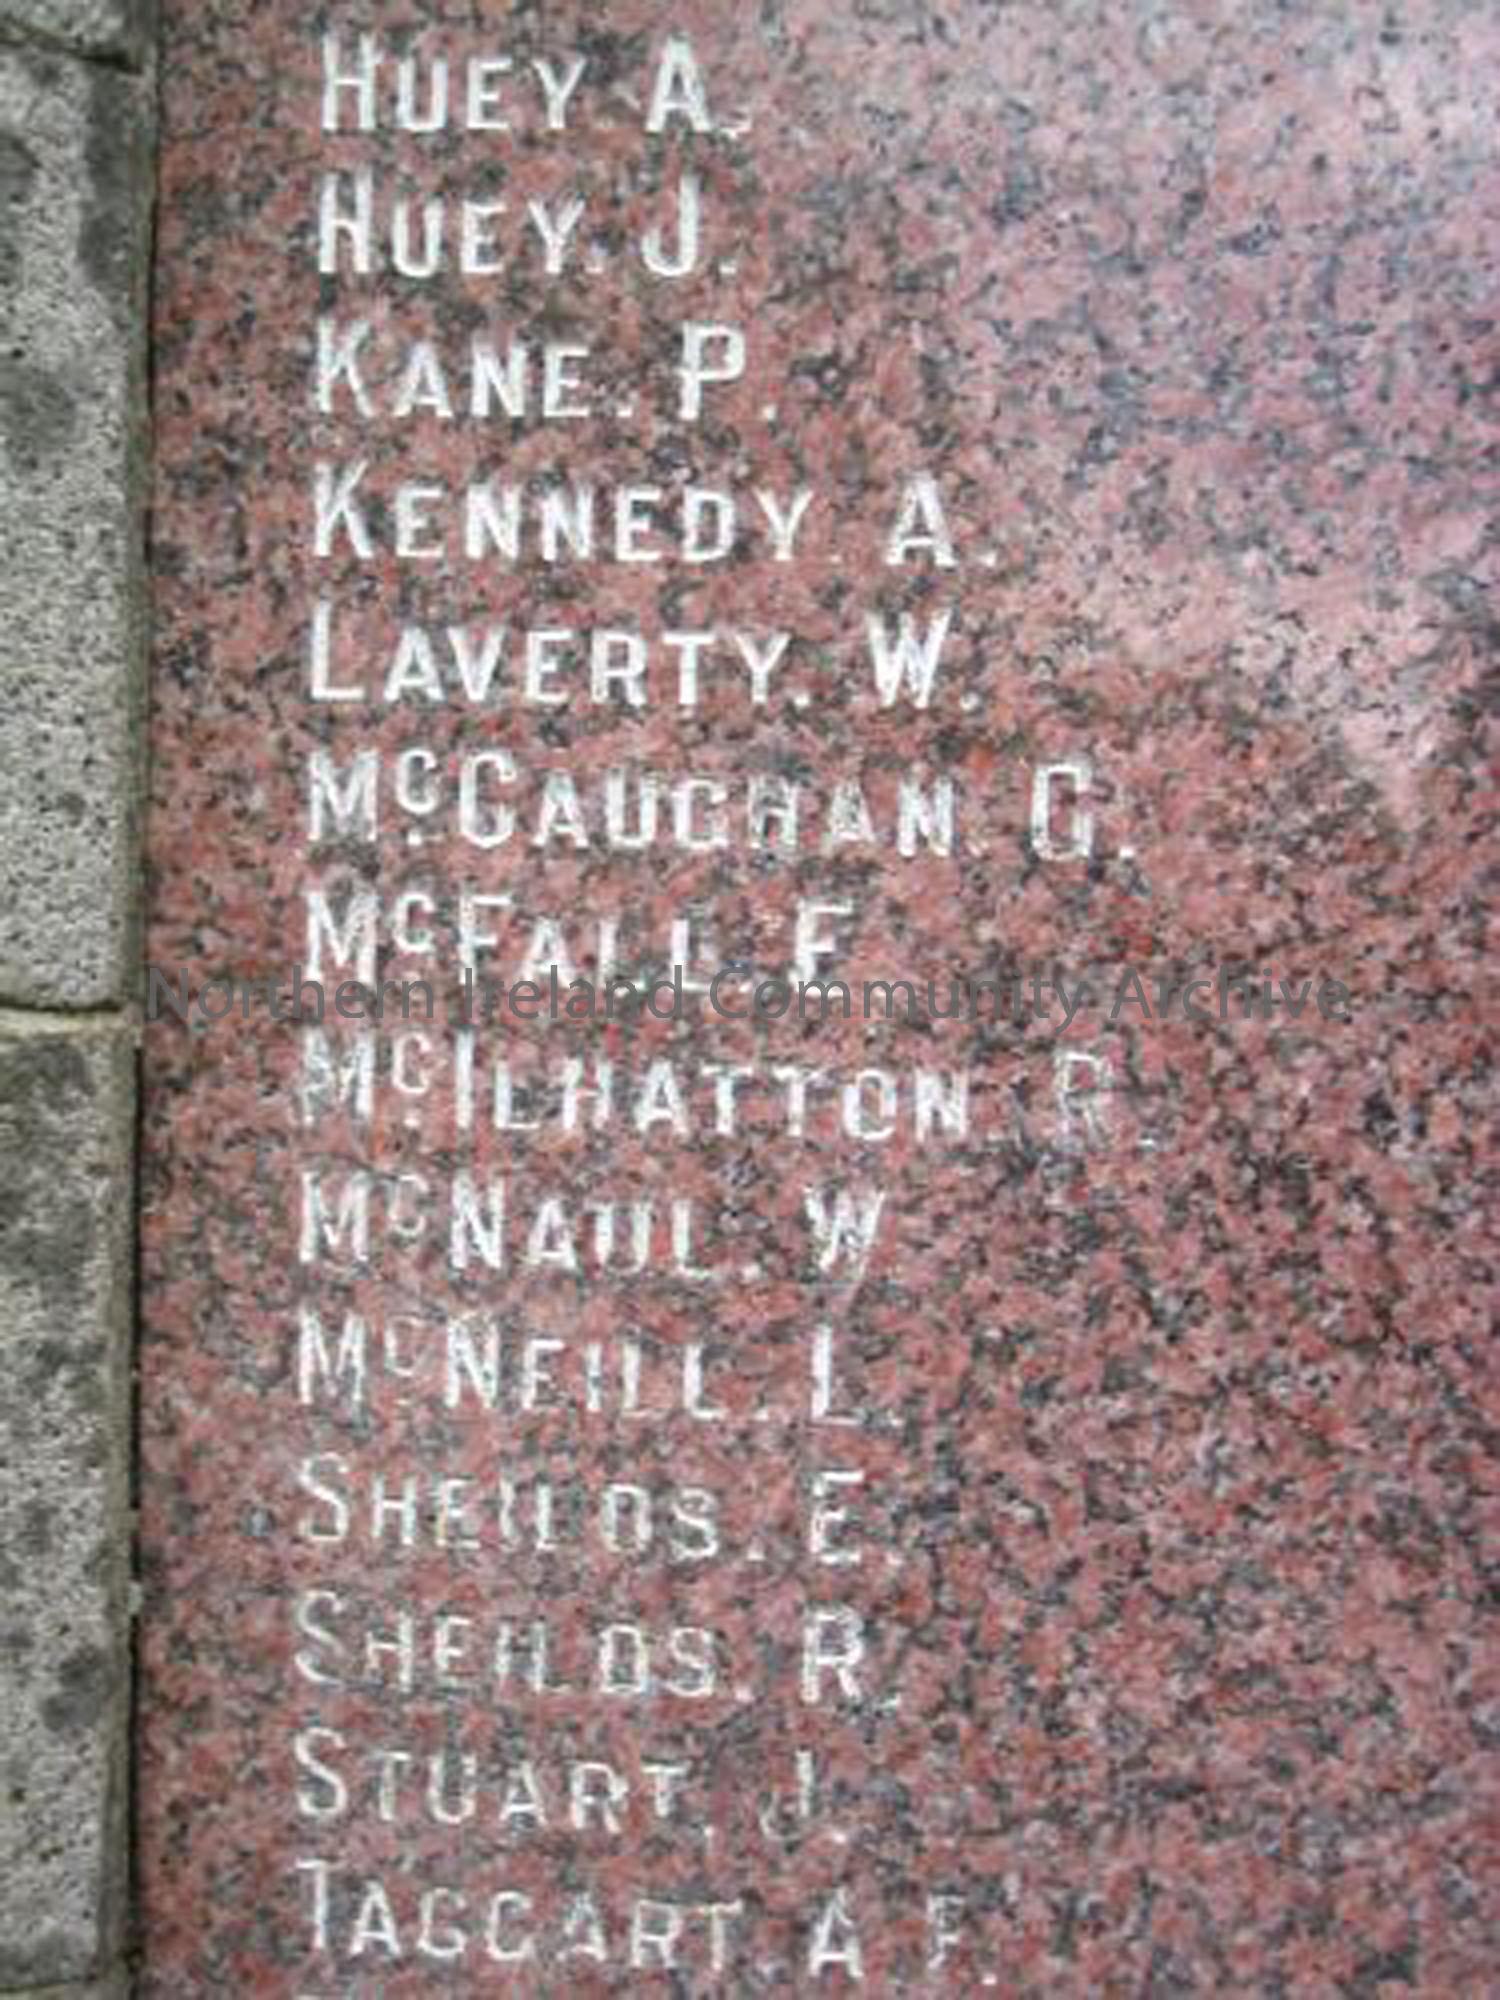 HUEY A.
HUEY. J.
KANE. P.
KENNEDY. A.
LAVERTY. W.
McCAUGHAN. G.
McFALL. F
Northern Ireland Community Archive
McILHATTON. R.
McNAUL. W
McNEILL. L.
SHEILDS. E.
SHEILDS. R.
STUART. J.
TAGGART. A F.